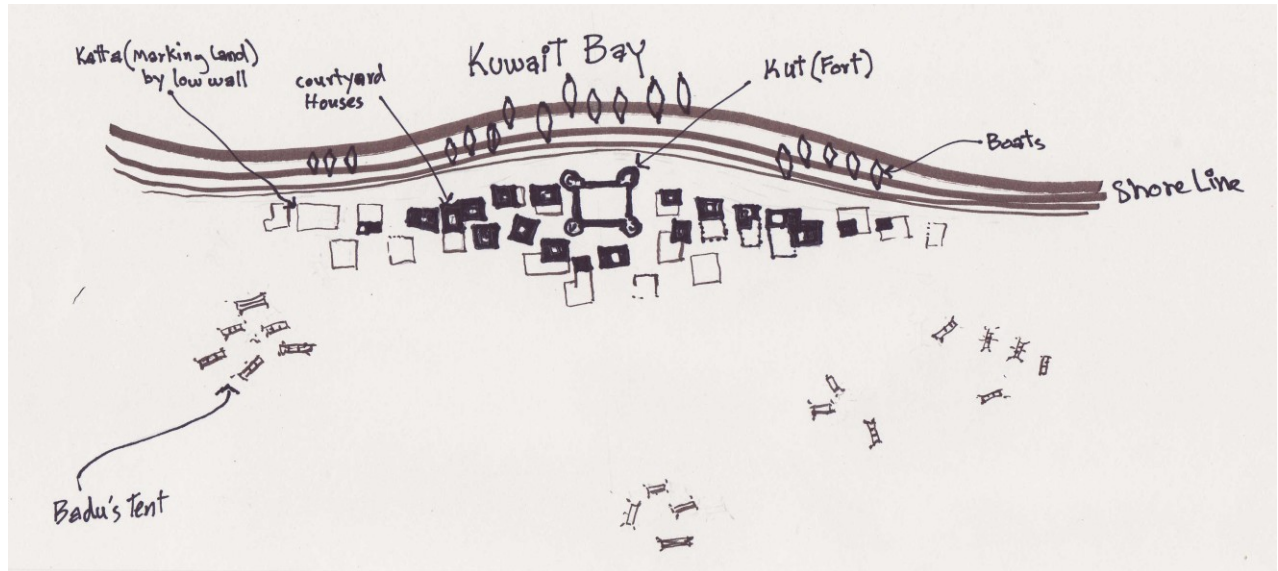 Kuwait Bay
Katta (marking land)
by low wall
courtyard
Houses
Kut (Fort)
Boats
Shore Line
Badu's Tent